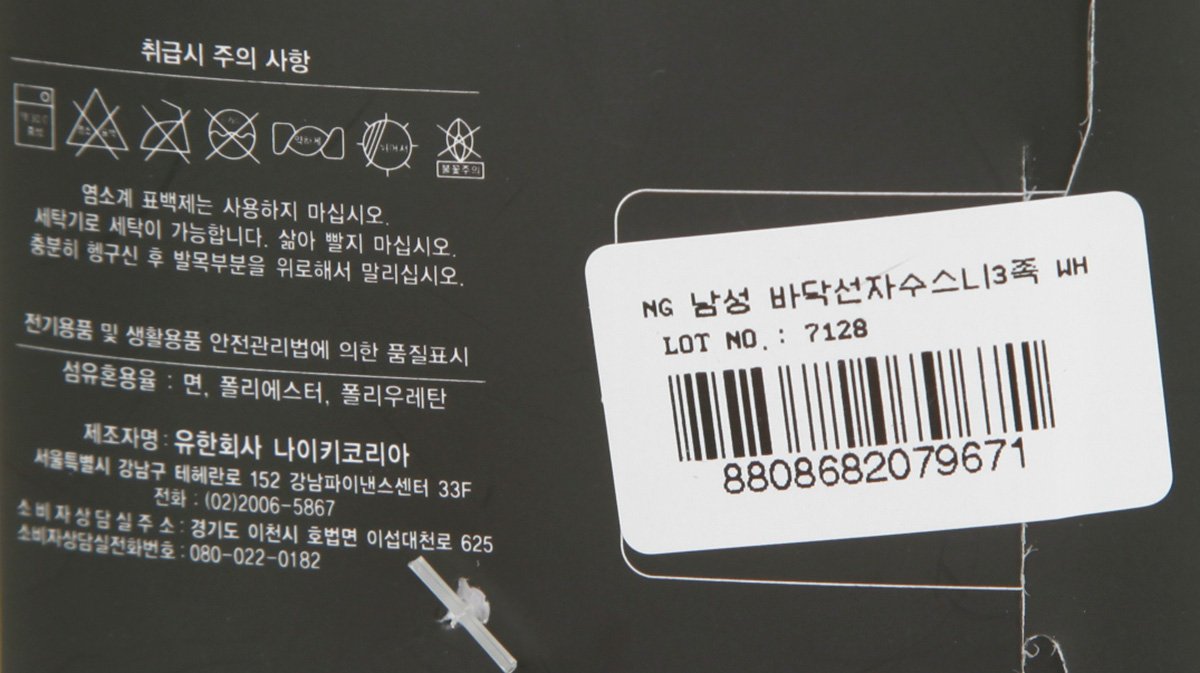 취급시 주의 사항
약하게
불꽃주의
염소계 표백제는 사용하지 마십시오.
세탁기로 세탁이 가능합니다. 삶아 빨지 마십시오.
충분히 헹구신 후 발목부분을 위로해서 말리십시오.
전기용품 및 생활용품 안전관리법에 의한 품질표시
섬유혼용율 : 면, 폴리에스터, 폴리우레탄
제조자명 : 유한회사 나이키코리아
서울특별시 강남구 테헤란로 152 강남파이낸스센터 33F
전화 : (02)2006-5867
소비자상담실주소 : 경기도 이천시 호법면 이섭대천로 625
소비자상담실전화번호 : 080-022-0182
NG 남성 바닥선자수스니3족 WH
LOT NO. : 7128
8808682079671